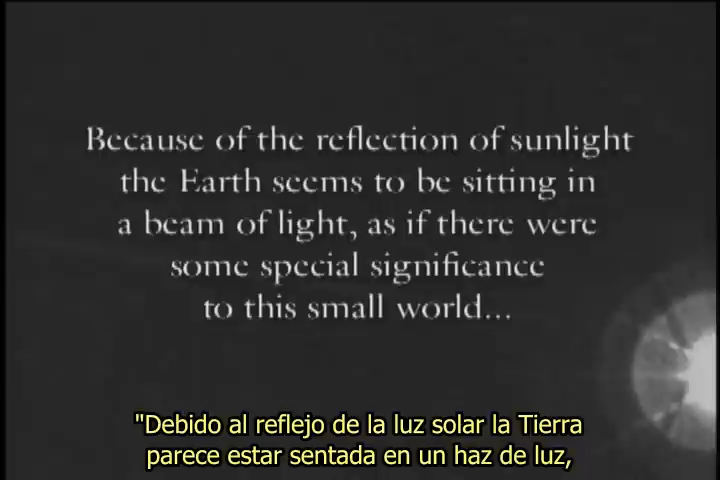 Because of the reflection of sunlight
the Earth seems to be sitting in
a beam of light, as if there were
some special significance
to this small world...
"Debido al reflejo de la luz solar la Tierra
parece estar sentada en un haz de luz,